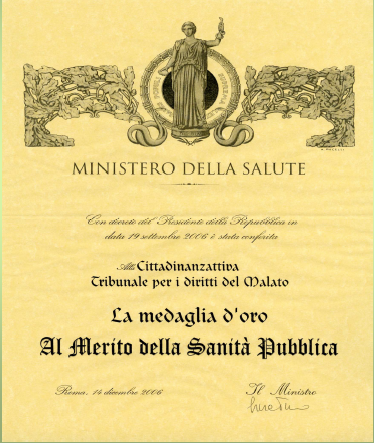 MINISTERO DELLA SALUTE
Con decreto del Presidente della Repubblica in
data 19 settembre 2006 è stata conferita
Alla Cittadinanzattiva
Tribunale per i diritti del Malato
La medaglia d'oro
Al Merito della Sanità Pubblica
Roma, 14 dicembre 2006
Il Ministro